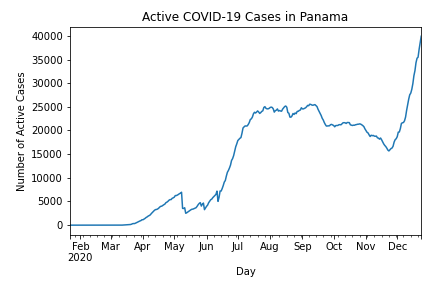 Active COVID-19 Cases in Panama
Number of Active Cases
40000
35000
30000
25000
20000
15000
10000
5000
0
Feb Mar Apr May Jun Jul Aug Sep Oct Nov Dec
2020
Day